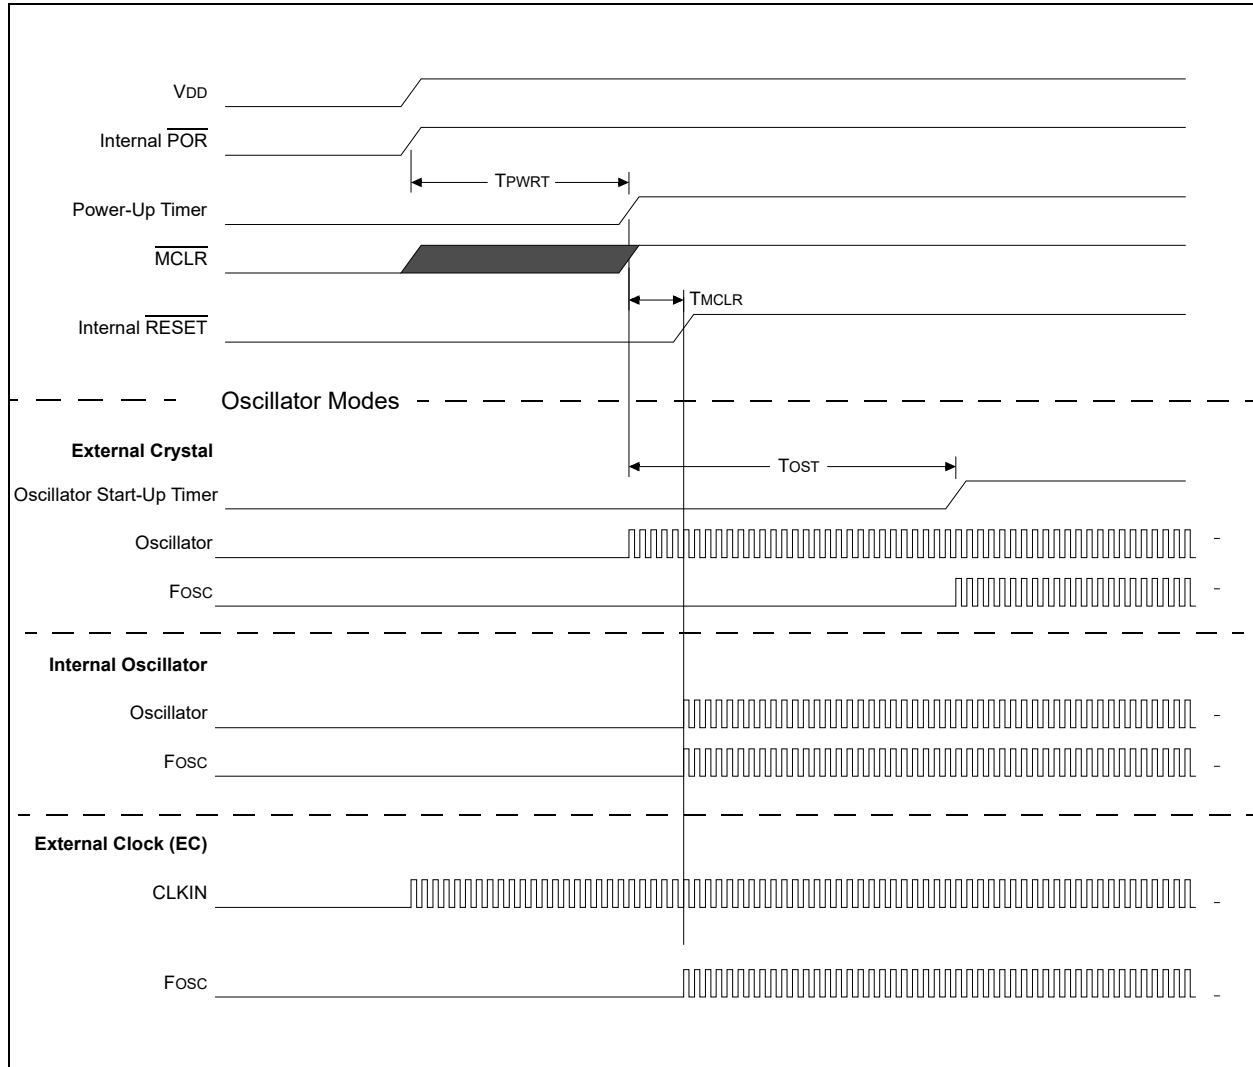 VDD
Internal POR
TPWRT
Power-Up Timer
MCLR
TMCLR
Internal RESET
Oscillator Modes
External Crystal
TOST
Oscillator Start-Up Timer
Oscillator
FOSC
Internal Oscillator
Oscillator
FOSC
External Clock (EC)
CLKIN
FOSC